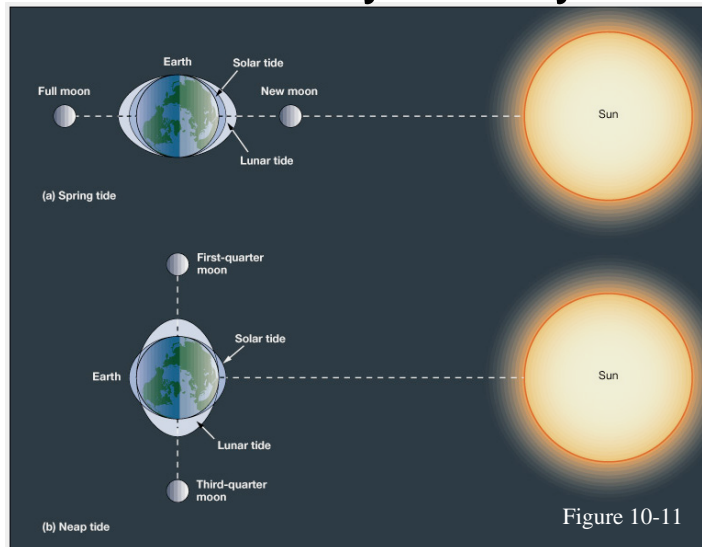 Earth
Solar tide
Full moon
New moon
Sun
Lunar tide
(a) Spring tide
First-quarter
moon
Solar tide
Earth
Sun
Lunar tide
Third-quarter
moon
(b) Neap tide
Figure 10-11